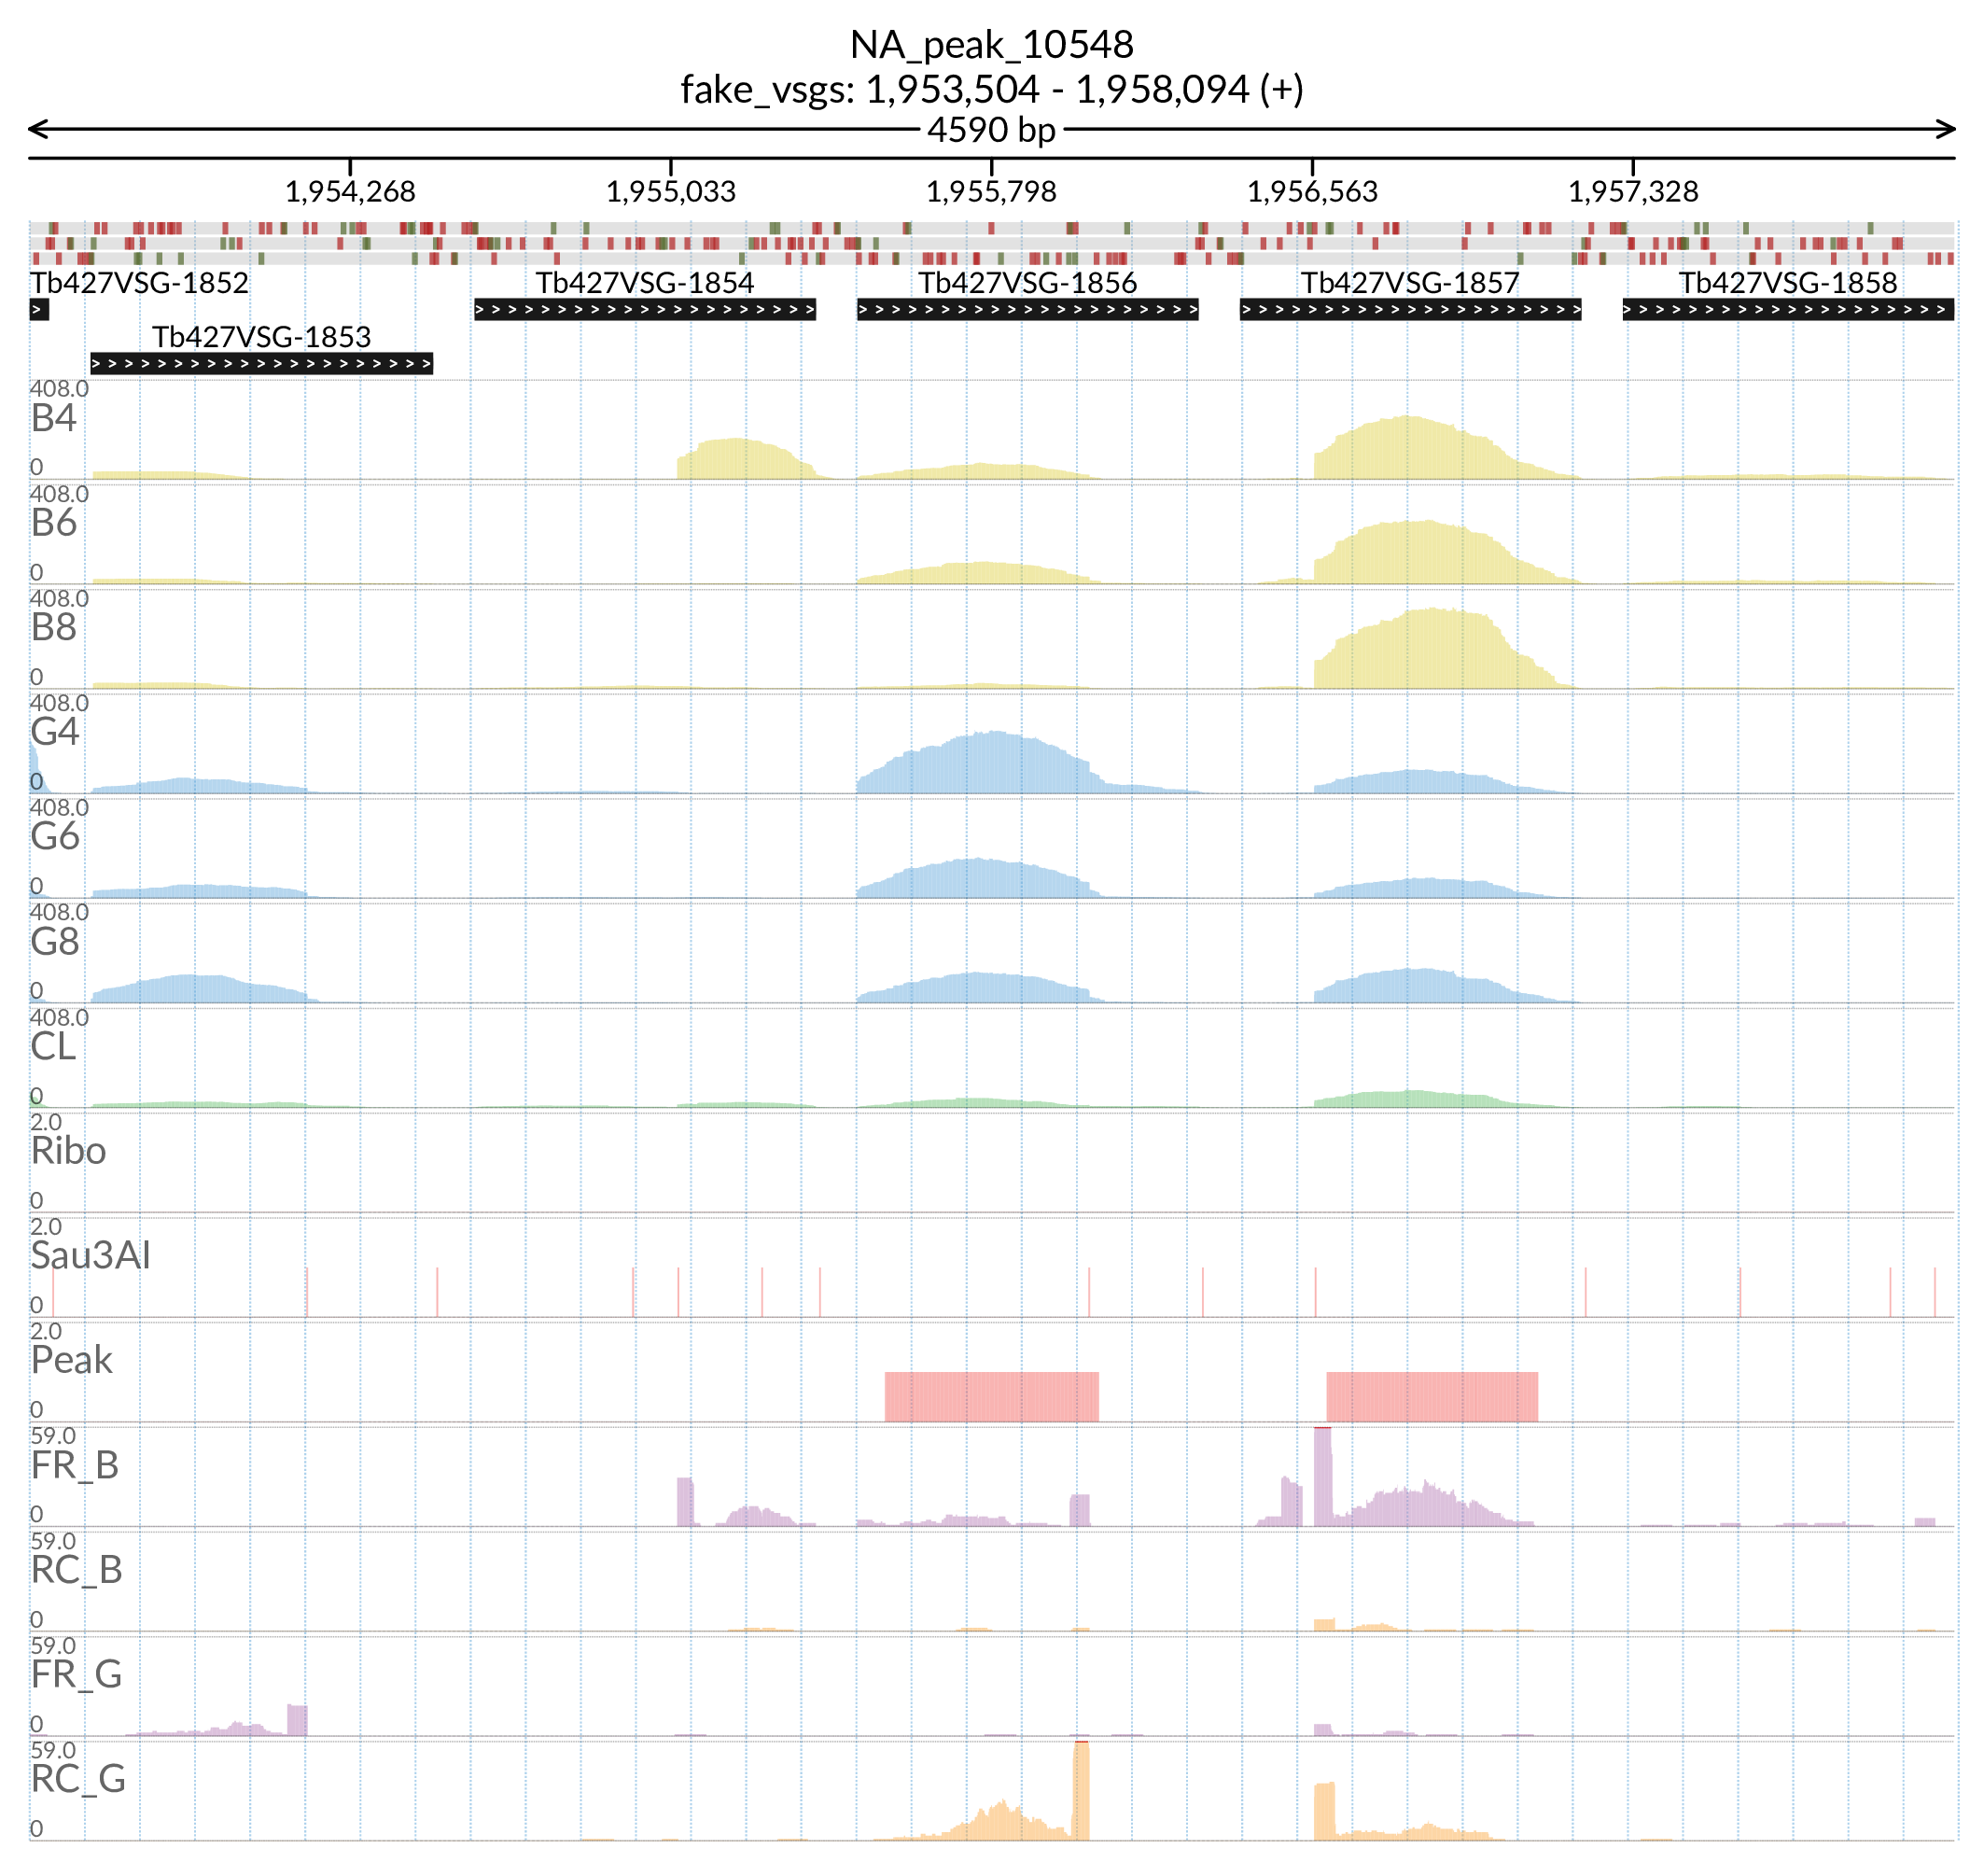 NA_peak_10548
fake_vsgs: 1,953,504 - 1,958,094 (+)
4590 bp
1,954,268 1,955,033 1,955,798 1,956,563 1,957,328
Tb427VSG-1852 Tb427VSG-1854 Tb427VSG-1856 Tb427VSG-1857 Tb427VSG-1858
Tb427VSG-1853
408.0
B4
0
408.0
B6
0
408.0
B8
0
408.0
G4
0
408.0
G6
0
408.0
G8
0
408.0
CL
0
2.0
Ribo
0
2.0
Sau3AI
0
2.0
Peak
0
59.0
FR_B
0
59.0
RC_B
0
59.0
FR_G
0
59.0
RC_G
0